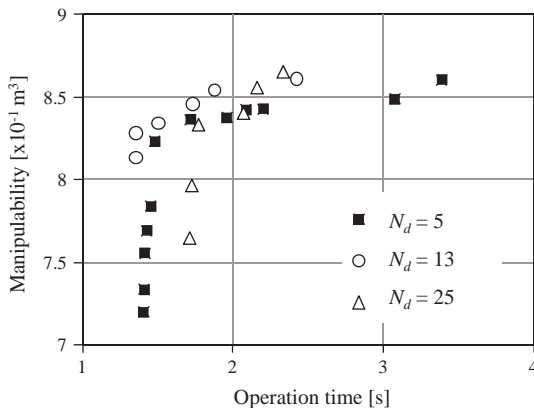 9
8.5
8
7.5
7
Manipulability [x10⁻¹ m³]
N_d = 5
N_d = 13
N_d = 25
1
2
3
4
Operation time [s]